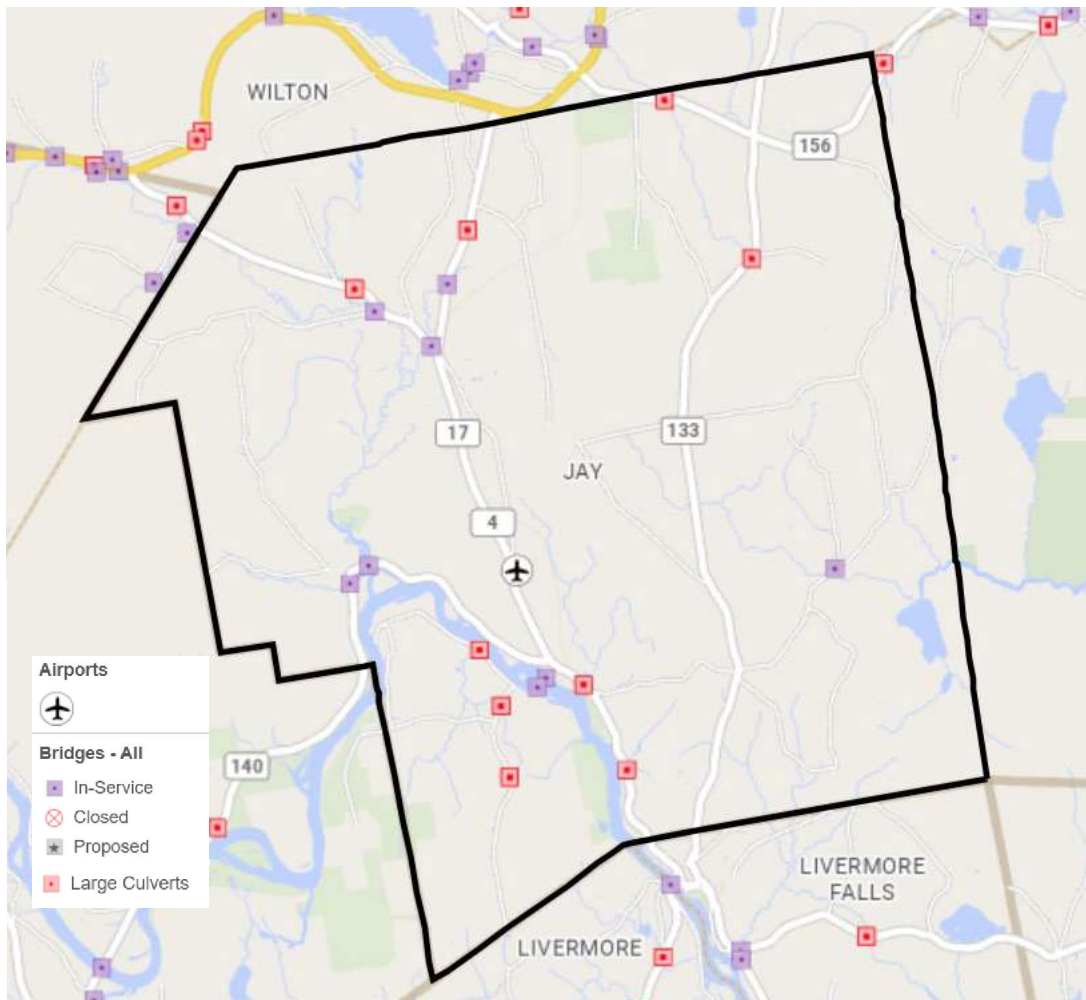 WILTON
156
17
133
JAY
4
Airports
Bridges - All
In-Service
Closed
Proposed
Large Culverts
140
LIVERMORE
FALLS
LIVERMORE